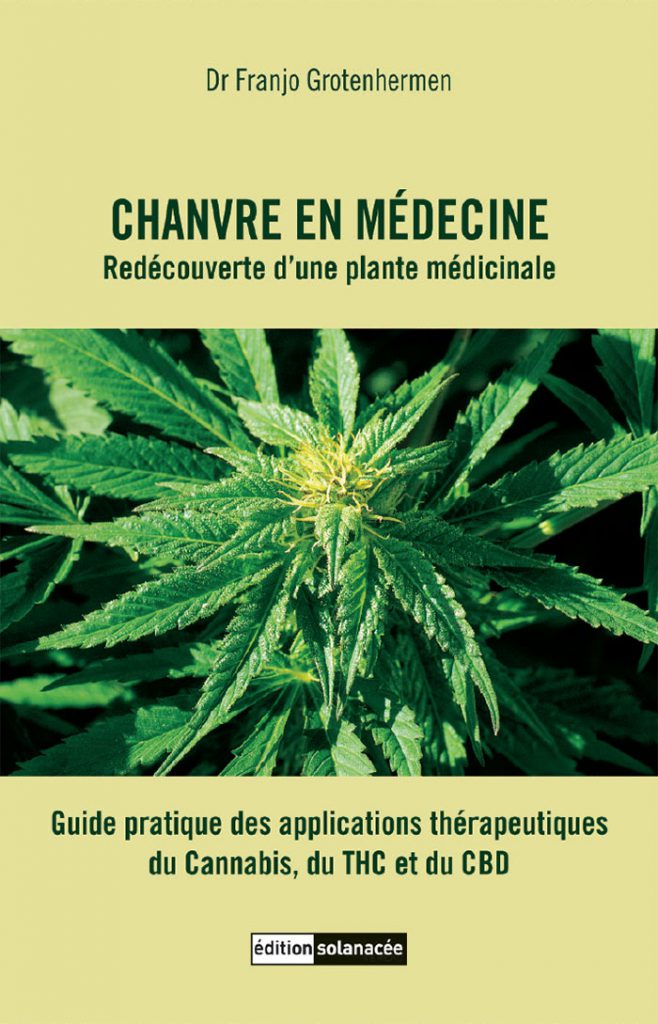 Dr Franjo Grotenhermen
CHANVRE EN MÉDECINE
Redécouverte d'une plante médicinale
Guide pratique des applications thérapeutiques
du Cannabis, du THC et du CBD
édition solanacée